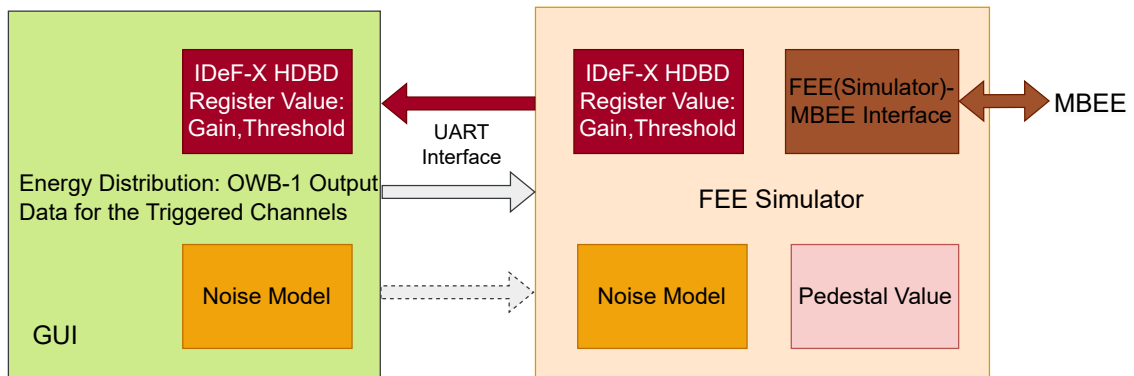 IDeF-X HDBD
Register Value:
Gain,Threshold
Energy Distribution: OWB-1 Output
Data for the Triggered Channels
Noise Model
GUI
UART
Interface
IDeF-X HDBD
Register Value:
Gain,Threshold
FEE(Simulator)-
MBEE Interface
MBEE
FEE Simulator
Noise Model
Pedestal Value